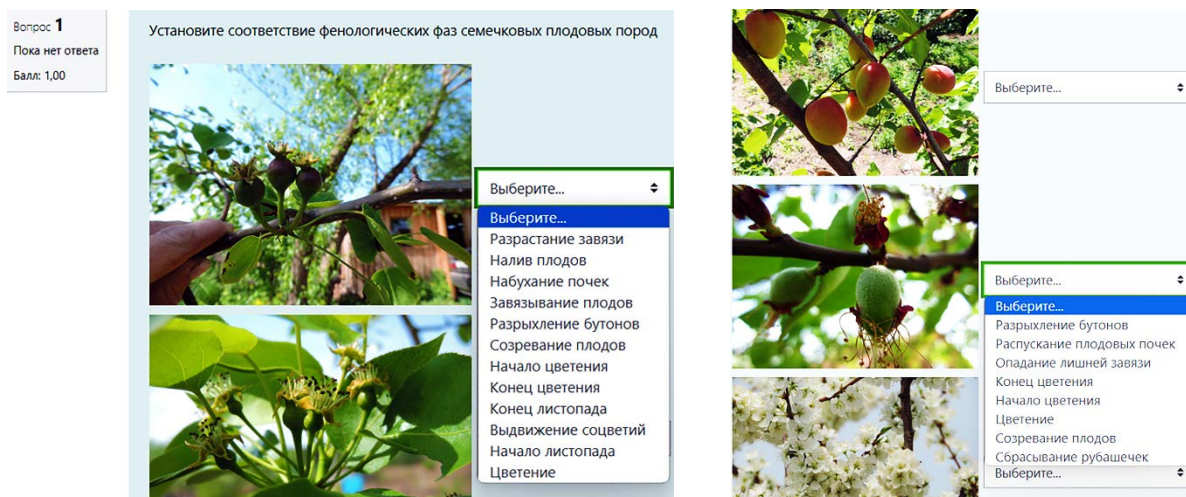 Вопрос 1
Пока нет ответа
Балл: 1,00
Установите соответствие фенологических фаз семечковых плодовых пород
Выберите...
Выберите...
Разрастание завязи
Налив плодов
Набухание почек
Завязывание плодов
Разрыхление бутонов
Созревание плодов
Начало цветения
Конец цветения
Конец листопада
Выдвижение соцветий
Начало листопада
Цветение
Выберите...
Выберите...
Выберите...
Разрыхление бутонов
Распускание плодовых почек
Опадание лишней завязи
Конец цветения
Начало цветения
Цветение
Созревание плодов
Сбрасывание рубашечек
Выберите...